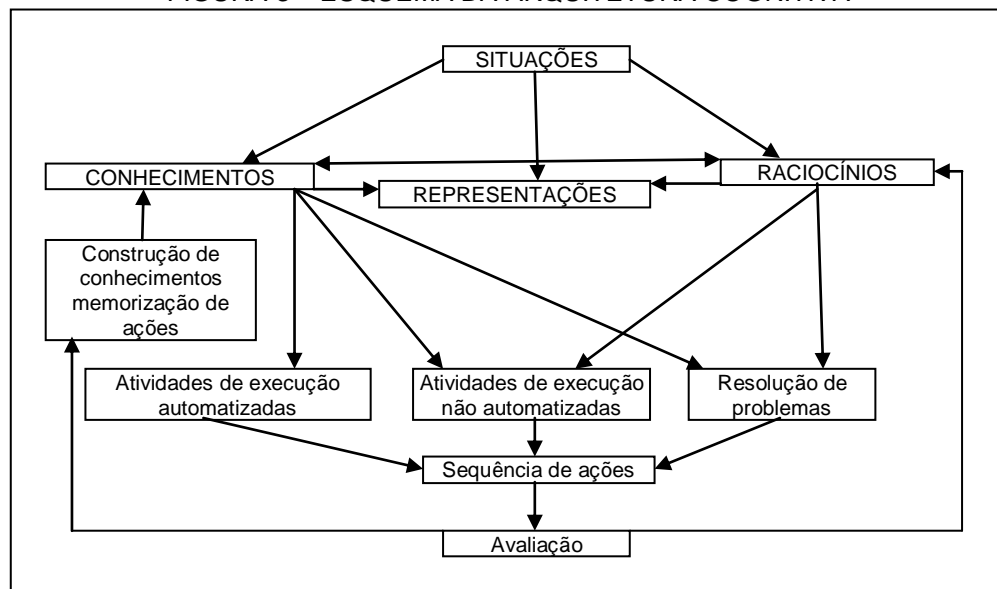 SITUAÇÕES
CONHECIMENTOS
RACIOCÍNIOS
REPRESENTAÇÕES
Construção de
conhecimentos
memorização de
ações
Atividades de execução
automatizadas
Atividades de execução
não automatizadas
Resolução de
problemas
Sequência de ações
Avaliação